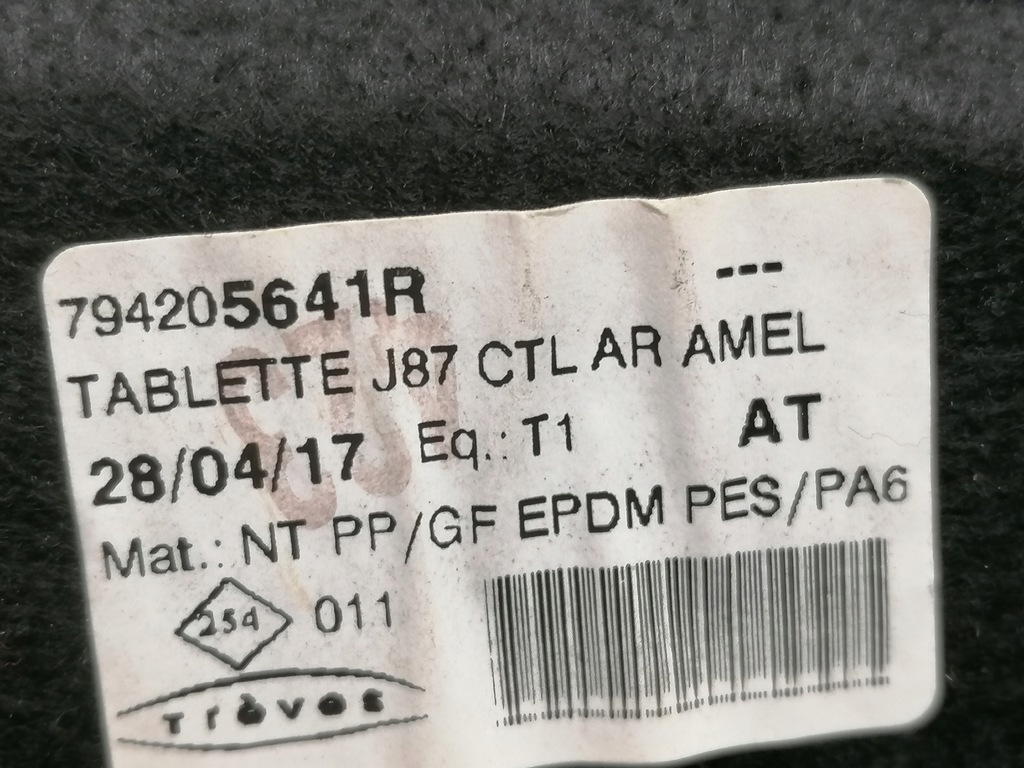 794205641R ---
TABLETTE J87 CTL AR AMEL
28/04/17 Eq.: T1 AT
Mat.: NT PP/GF EPDM PES/PA6
254 011
Trèves